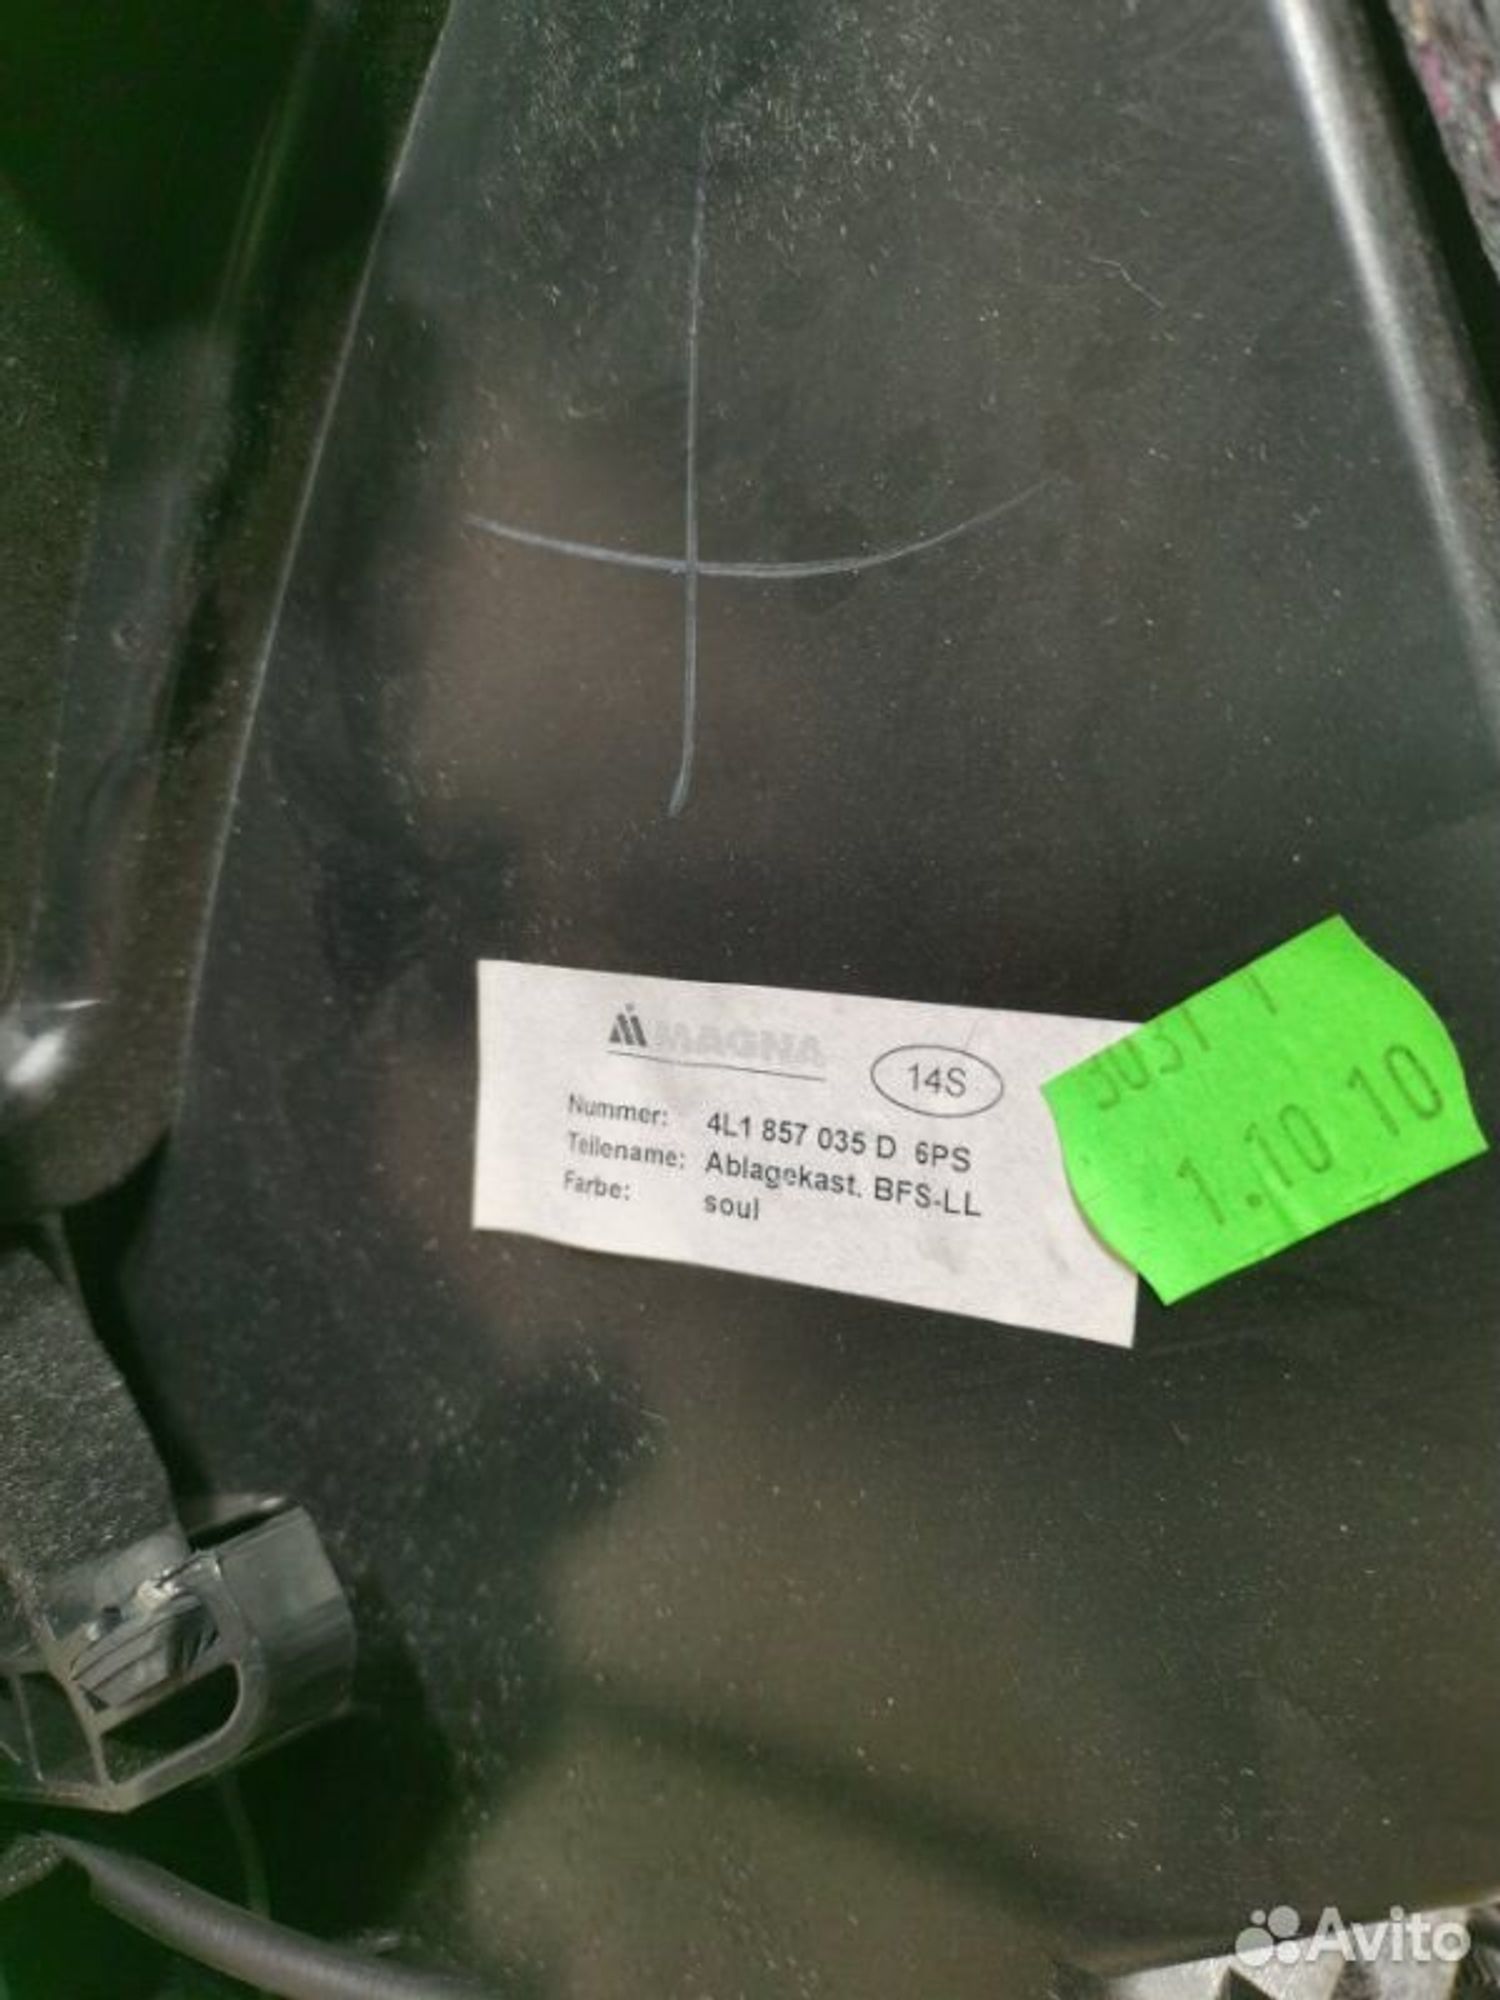 MAGNA
14S
Nummer: 4L1 857 035 D 6PS
Teilename: Ablagekast. BFS-LL
Farbe: soul
1.10 10
Avito